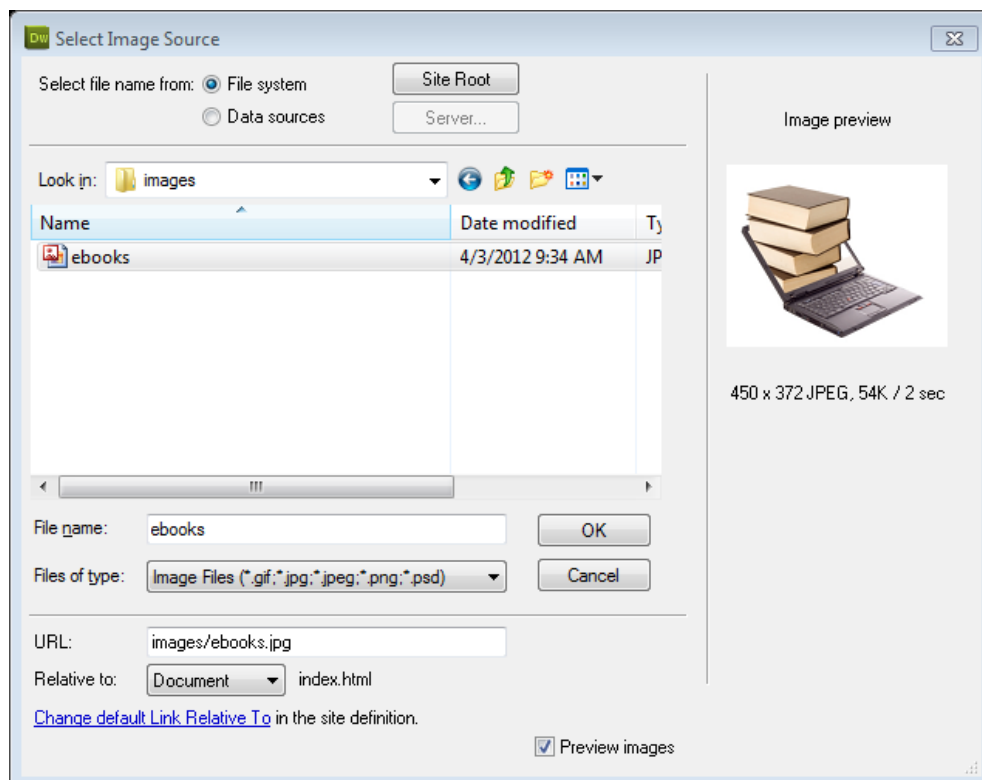 Dw Select Image Source
Select file name from: File system Site Root
Data sources Server...
Image preview
Look in: images
Name Date modified Ty
ebooks 4/3/2012 9:34 AM JP
450 x 372 JPEG, 54K / 2 sec
File name: ebooks OK
Files of type: Image Files (*.gif;*.jpg;*.jpeg;*.png;*.psd) Cancel
URL: images/ebooks.jpg
Relative to: Document index.html
Change default Link Relative To in the site definition.
Preview images